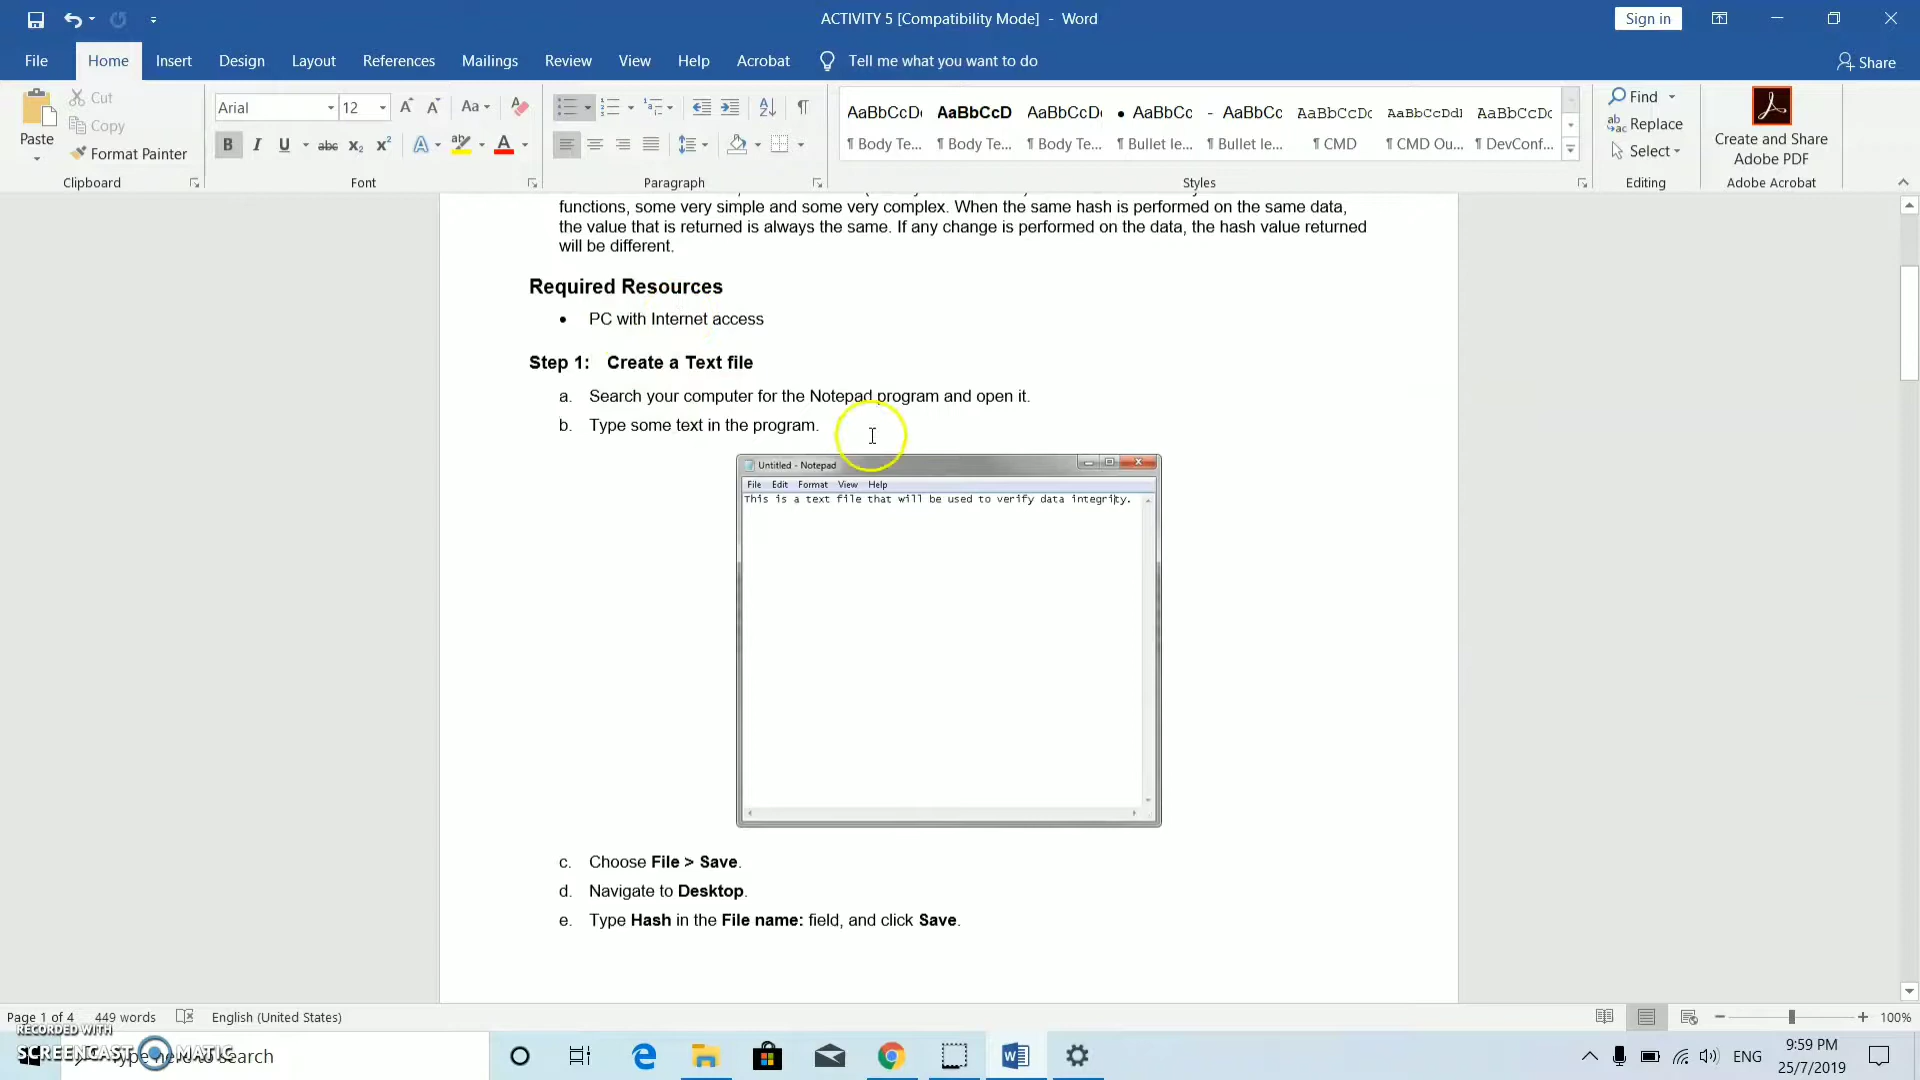 ACTIVITY 5 [Compatibility Mode] - Word
Sign in
File Home Insert Design Layout References Mailings Review View Help Acrobat Tell me what you want to do
Share
Paste
Cut
Copy
Format Painter
Clipboard
Arial 12
Font
Paragraph
AaBbCcD AaBbCcD AaBbCcD • AaBbCc - AaBbCc AaBbCcDc AaBbCcDdI AaBbCcDc
¶ Body Te... ¶ Body Te... ¶ Body Te... ¶ Bullet le... ¶ Bullet le... ¶ CMD ¶ CMD Ou... ¶ DevConf...
Styles
Find
Replace
Select
Editing
Create and Share
Adobe PDF
Adobe Acrobat
functions, some very simple and some very complex. When the same hash is performed on the same data,
the value that is returned is always the same. If any change is performed on the data, the hash value returned
will be different.
Required Resources
• PC with Internet access
Step 1: Create a Text file
a. Search your computer for the Notepad program and open it.
b. Type some text in the program.
Untitled - Notepad
File Edit Format View Help
This is a text file that will be used to verify data integrity.
c. Choose File > Save.
d. Navigate to Desktop.
e. Type Hash in the File name: field, and click Save.
Page 1 of 4 449 words English (United States)
100%
RECORDED WITH
SCREENCAST MATIC
Type here to search
ENG
9:59 PM
25/7/2019